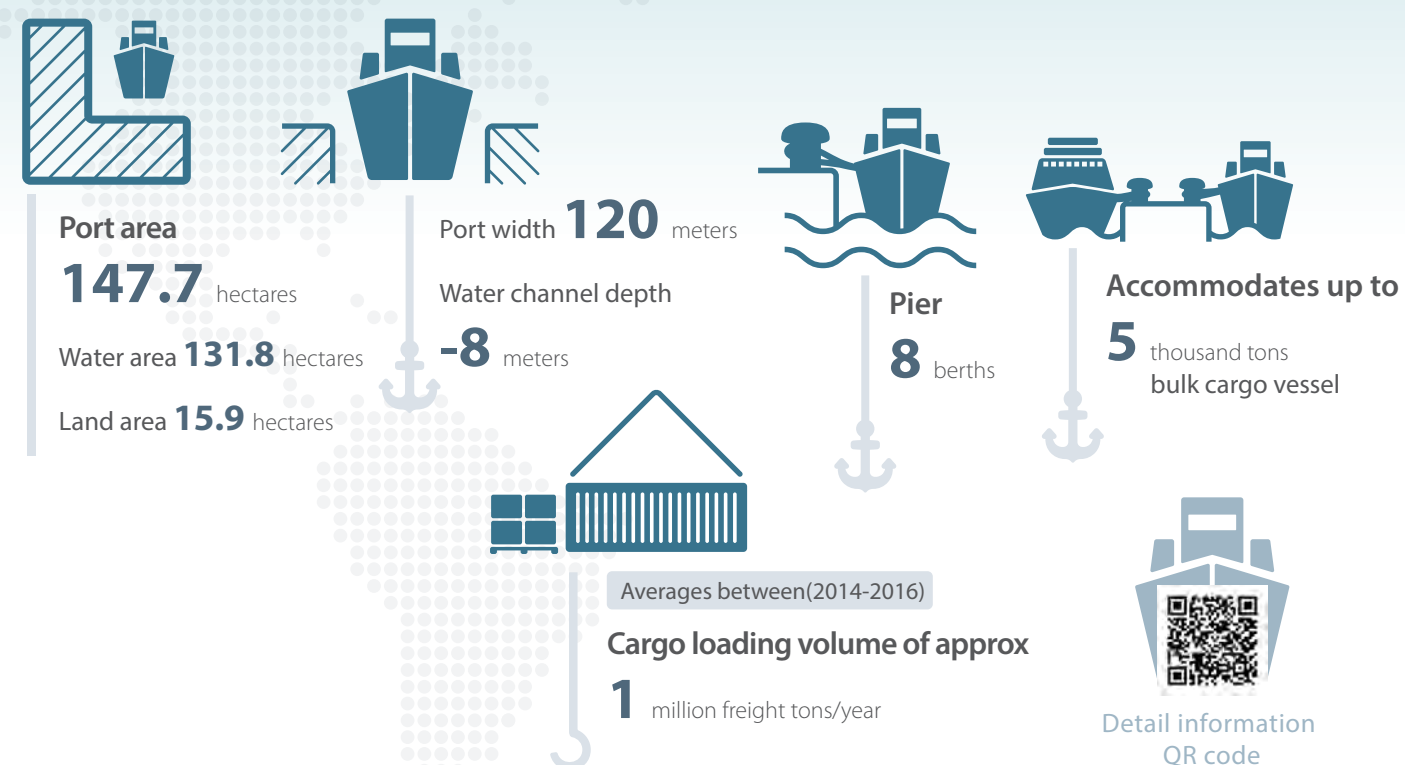 Port area
147.7 hectares
Water area 131.8 hectares
Land area 15.9 hectares
Port width 120 meters
Water channel depth
-8 meters
Pier
8 berths
Accommodates up to
5 thousand tons
bulk cargo vessel
Averages between(2014-2016)
Cargo loading volume of approx
1 million freight tons/year
Detail information
QR code